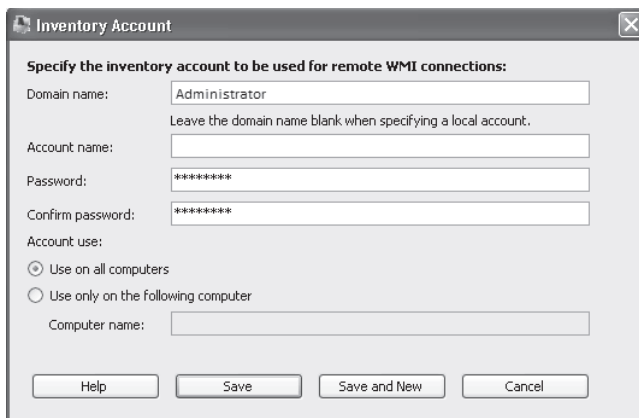 Inventory Account
Specify the inventory account to be used for remote WMI connections:
Domain name: Administrator
Leave the domain name blank when specifying a local account.
Account name:
Password: ********
Confirm password: ********
Account use:
Use on all computers
Use only on the following computer
Computer name:
Help Save Save and New Cancel